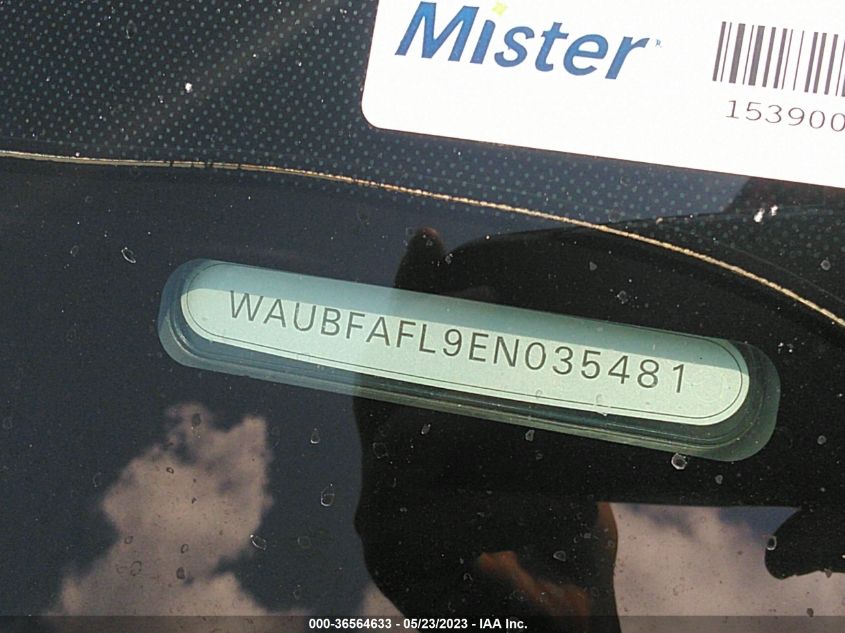 Mister
153900
WAUBFAFL9EN035481
000-36564633 - 05/23/2023 - IAA Inc.